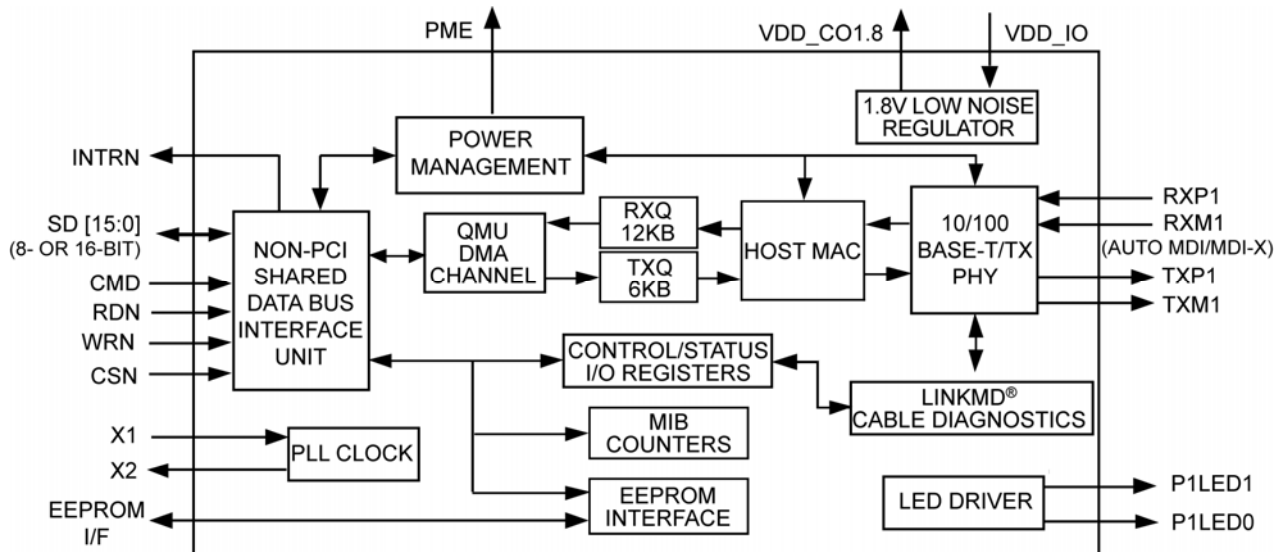 PME
VDD_CO1.8
VDD_IO
1.8V LOW NOISE
REGULATOR
POWER
MANAGEMENT
INTRN
SD [15:0]
(8- OR 16-BIT)
CMD
RDN
WRN
CSN
NON-PCI
SHARED
DATA BUS
INTERFACE
UNIT
QMU
DMA
CHANNEL
RXQ
12KB
TXQ
6KB
HOST MAC
10/100
BASE-T/TX
PHY
RXP1
RXM1
(AUTO MDI/MDI-X)
TXP1
TXM1
CONTROL/STATUS
I/O REGISTERS
LINKMD®
CABLE DIAGNOSTICS
MIB
COUNTERS
X1
X2
PLL CLOCK
EEPROM
I/F
EEPROM
INTERFACE
LED DRIVER
P1LED1
P1LED0